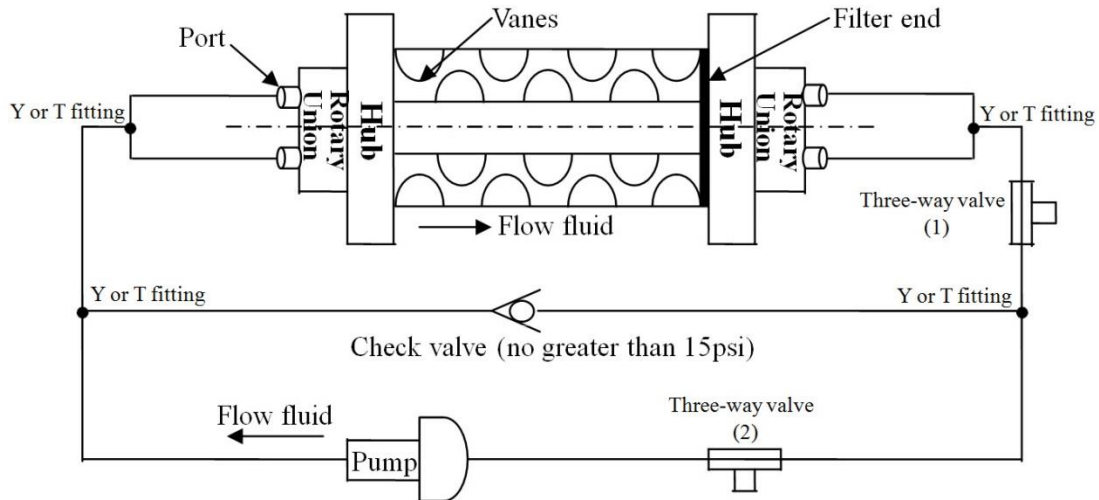 Vanes
Filter end
Port
Y or T fitting
Rotary
Union
Hub
Hub
Rotary
Union
Y or T fitting
Flow fluid
Three-way valve
(1)
Y or T fitting
Y or T fitting
Check valve (no greater than 15psi)
Flow fluid
Three-way valve
(2)
Pump